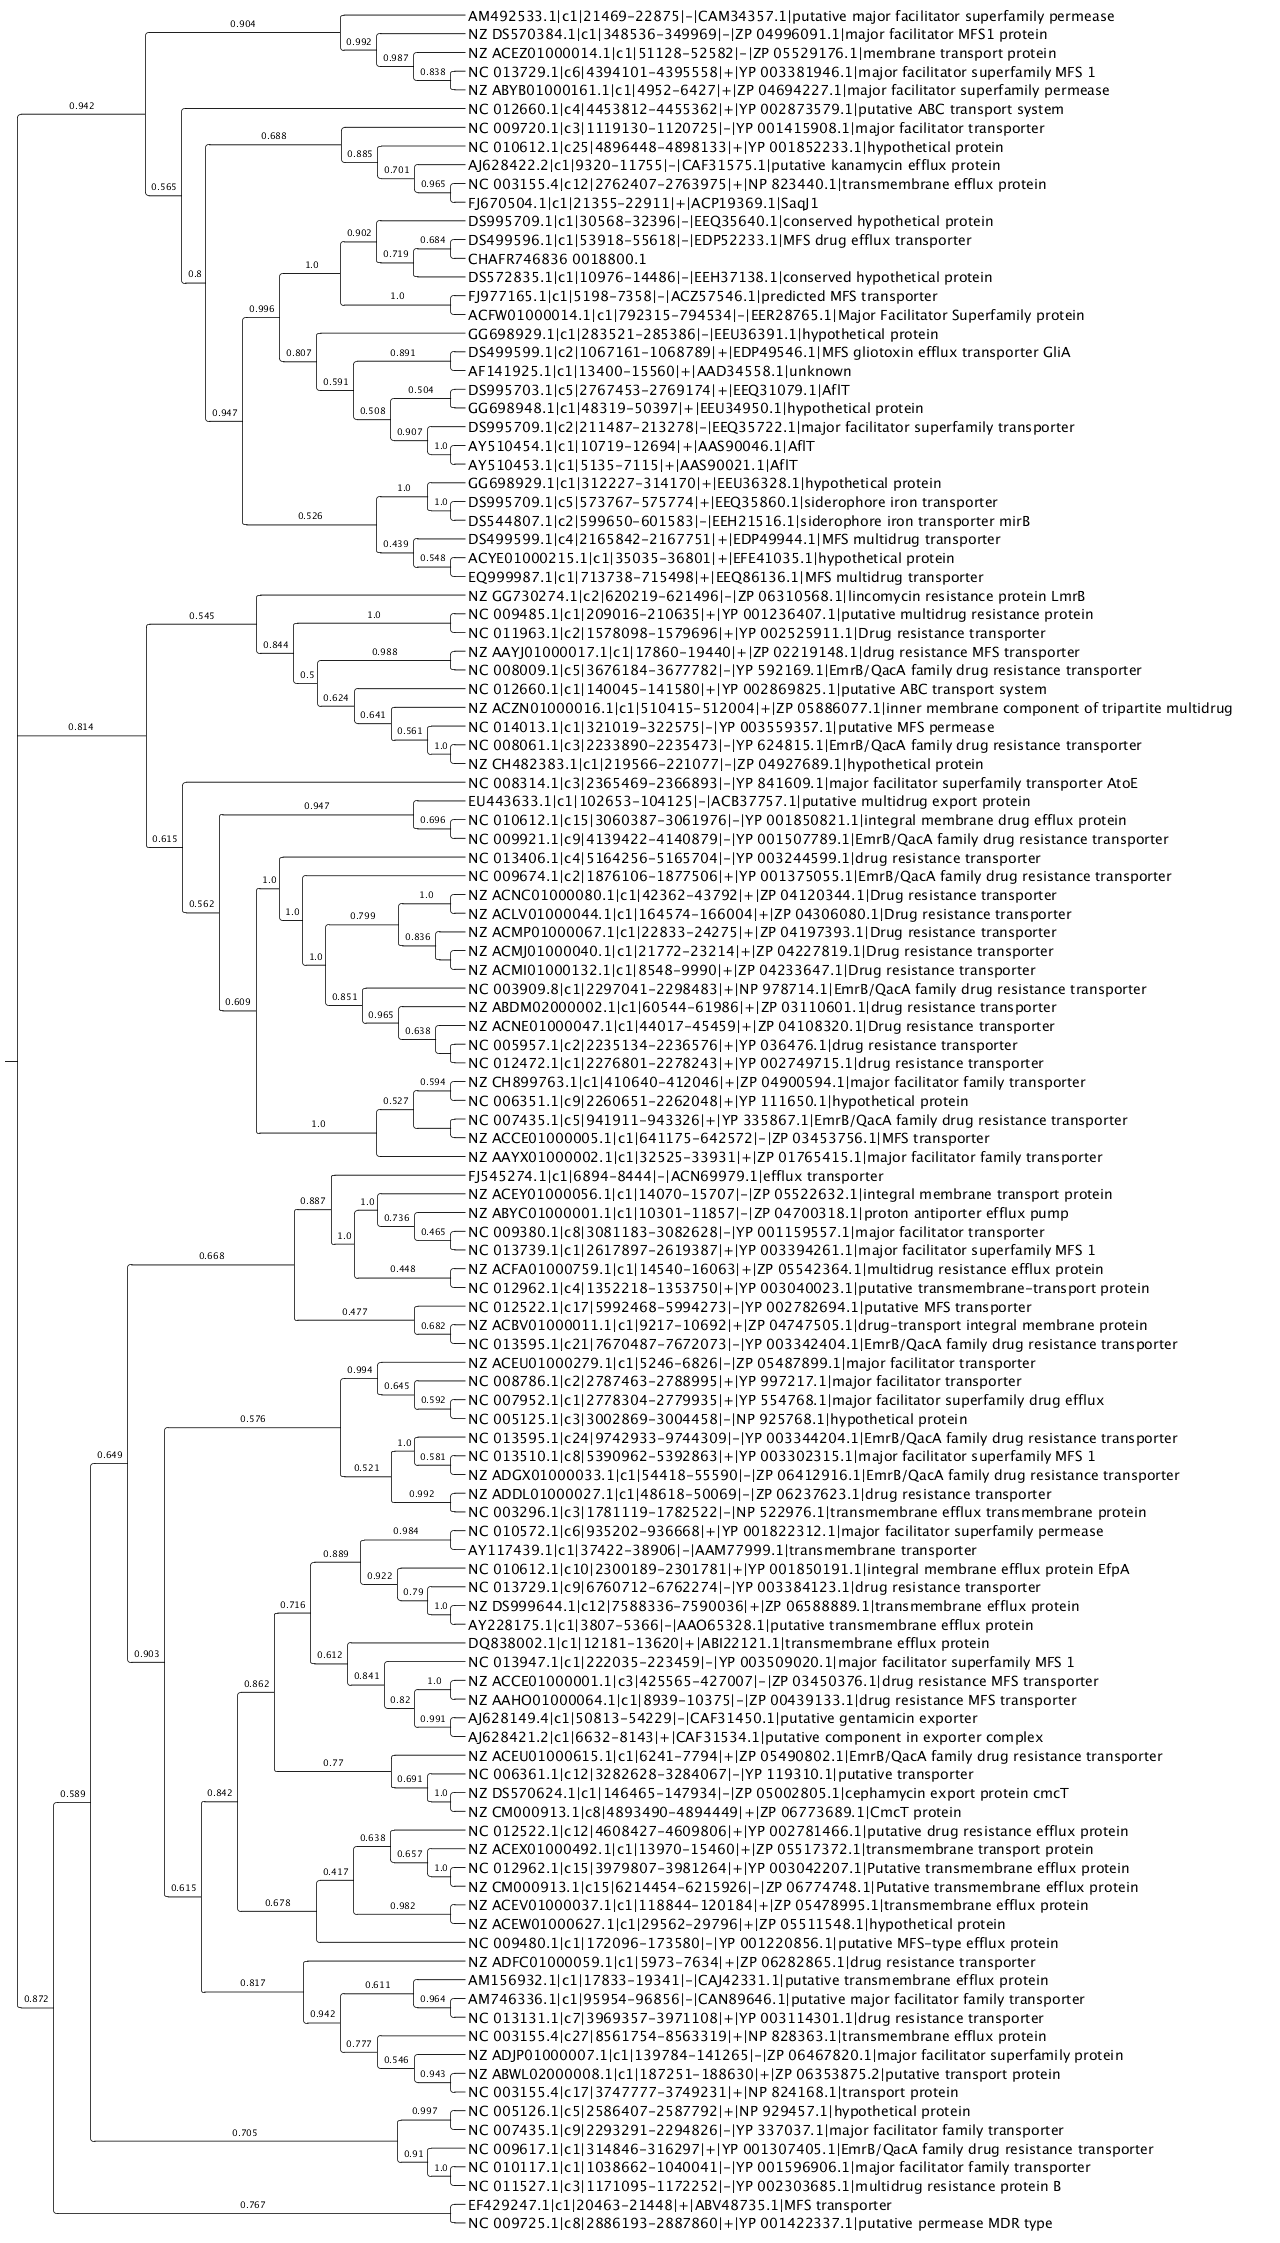 AM492533.1|c1|21469-22875|-|CAM34357.1|putative major facilitator superfamily permease
0.904
NZ DS570384.1|c1|348536-349969|-|ZP 04996091.1|major facilitator MFS1 protein
0.992
NZ ACEZ01000014.1|c1|51128-52582|-|ZP 05529176.1|membrane transport protein
0.987
NC 013729.1|c6|4394101-4395558|+|YP 003381946.1|major facilitator superfamily MFS 1
0.838
NZ ABYB01000161.1|c1|4952-6427|+|ZP 04694227.1|major facilitator superfamily permease
0.942
NC 012660.1|c4|4453812-4455362|+|YP 002873579.1|putative ABC transport system
NC 009720.1|c3|1119130-1120725|-|YP 001415908.1|major facilitator transporter
0.688
NC 010612.1|c25|4896448-4898133|+|YP 001852233.1|hypothetical protein
0.885
AJ628422.2|c1|9320-11755|-|CAF31575.1|putative kanamycin efflux protein
0.701
NC 003155.4|c12|2762407-2763975|+|NP 823440.1|transmembrane efflux protein
0.965
0.565
FJ670504.1|c1|21355-22911|+|ACP19369.1|SaqJ1
DS995709.1|c1|30568-32396|-|EEQ35640.1|conserved hypothetical protein
0.902
DS499596.1|c1|53918-55618|-|EDP52233.1|MFS drug efflux transporter
0.684
0.719
CHAFR746836 0018800.1
1.0
0.8
DS572835.1|c1|10976-14486|-|EEH37138.1|conserved hypothetical protein
FJ977165.1|c1|5198-7358|-|ACZ57546.1|predicted MFS transporter
1.0
0.996
ACFW01000014.1|c1|792315-794534|-|EER28765.1|Major Facilitator Superfamily protein
GG698929.1|c1|283521-285386|-|EEU36391.1|hypothetical protein
0.807
DS499599.1|c2|1067161-1068789|+|EDP49546.1|MFS gliotoxin efflux transporter GliA
0.891
AF141925.1|c1|13400-15560|+|AAD34558.1|unknown
0.591
DS995703.1|c5|2767453-2769174|+|EEQ31079.1|AflT
0.504
GG698948.1|c1|48319-50397|+|EEU34950.1|hypothetical protein
0.508
0.947
DS995709.1|c2|211487-213278|-|EEQ35722.1|major facilitator superfamily transporter
0.907
AY510454.1|c1|10719-12694|+|AAS90046.1|AflT
1.0
AY510453.1|c1|5135-7115|+|AAS90021.1|AflT
GG698929.1|c1|312227-314170|+|EEU36328.1|hypothetical protein
1.0
DS995709.1|c5|573767-575774|+|EEQ35860.1|siderophore iron transporter
1.0
DS544807.1|c2|599650-601583|-|EEH21516.1|siderophore iron transporter mirB
0.526
DS499599.1|c4|2165842-2167751|+|EDP49944.1|MFS multidrug transporter
0.439
ACYE01000215.1|c1|35035-36801|+|EFE41035.1|hypothetical protein
0.548
EQ999987.1|c1|713738-715498|+|EEQ86136.1|MFS multidrug transporter
NZ GG730274.1|c2|620219-621496|-|ZP 06310568.1|lincomycin resistance protein LmrB
0.545
NC 009485.1|c1|209016-210635|+|YP 001236407.1|putative multidrug resistance protein
1.0
NC 011963.1|c2|1578098-1579696|+|YP 002525911.1|Drug resistance transporter
0.844
NZ AAYJ01000017.1|c1|17860-19440|+|ZP 02219148.1|drug resistance MFS transporter
0.988
NC 008009.1|c5|3676184-3677782|-|YP 592169.1|EmrB/QacA family drug resistance transporter
0.5
NC 012660.1|c1|140045-141580|+|YP 002869825.1|putative ABC transport system
0.624
NZ ACZN01000016.1|c1|510415-512004|+|ZP 05886077.1|inner membrane component of tripartite multidrug
0.641
NC 014013.1|c1|321019-322575|-|YP 003559357.1|putative MFS permease
0.561
0.814
NC 008061.1|c3|2233890-2235473|-|YP 624815.1|EmrB/QacA family drug resistance transporter
1.0
NZ CH482383.1|c1|219566-221077|-|ZP 04927689.1|hypothetical protein
NC 008314.1|c3|2365469-2366893|-|YP 841609.1|major facilitator superfamily transporter AtoE
EU443633.1|c1|102653-104125|-|ACB37757.1|putative multidrug export protein
0.947
NC 010612.1|c15|3060387-3061976|-|YP 001850821.1|integral membrane drug efflux protein
0.696
0.615
NC 009921.1|c9|4139422-4140879|-|YP 001507789.1|EmrB/QacA family drug resistance transporter
NC 013406.1|c4|5164256-5165704|-|YP 003244599.1|drug resistance transporter
1.0
NC 009674.1|c2|1876106-1877506|+|YP 001375055.1|EmrB/QacA family drug resistance transporter
NZ ACNC01000080.1|c1|42362-43792|+|ZP 04120344.1|Drug resistance transporter
1.0
0.562
1.0
NZ ACLV01000044.1|c1|164574-166004|+|ZP 04306080.1|Drug resistance transporter
0.799
NZ ACMP01000067.1|c1|22833-24275|+|ZP 04197393.1|Drug resistance transporter
0.836
NZ ACMJ01000040.1|c1|21772-23214|+|ZP 04227819.1|Drug resistance transporter
1.0
NZ ACMI01000132.1|c1|8548-9990|+|ZP 04233647.1|Drug resistance transporter
NC 003909.8|c1|2297041-2298483|+|NP 978714.1|EmrB/QacA family drug resistance transporter
0.851
0.609
NZ ABDM02000002.1|c1|60544-61986|+|ZP 03110601.1|drug resistance transporter
0.965
NZ ACNE01000047.1|c1|44017-45459|+|ZP 04108320.1|Drug resistance transporter
0.638
NC 005957.1|c2|2235134-2236576|+|YP 036476.1|drug resistance transporter
NC 012472.1|c1|2276801-2278243|+|YP 002749715.1|drug resistance transporter
NZ CH899763.1|c1|410640-412046|+|ZP 04900594.1|major facilitator family transporter
0.594
NC 006351.1|c9|2260651-2262048|+|YP 111650.1|hypothetical protein
0.527
NC 007435.1|c5|941911-943326|+|YP 335867.1|EmrB/QacA family drug resistance transporter
1.0
NZ ACCE01000005.1|c1|641175-642572|-|ZP 03453756.1|MFS transporter
NZ AAYX01000002.1|c1|32525-33931|+|ZP 01765415.1|major facilitator family transporter
FJ545274.1|c1|6894-8444|-|ACN69979.1|efflux transporter
NZ ACEY01000056.1|c1|14070-15707|-|ZP 05522632.1|integral membrane transport protein
0.887
1.0
NZ ABYC01000001.1|c1|10301-11857|-|ZP 04700318.1|proton antiporter efflux pump
0.736
NC 009380.1|c8|3081183-3082628|-|YP 001159557.1|major facilitator transporter
0.465
1.0
NC 013739.1|c1|2617897-2619387|+|YP 003394261.1|major facilitator superfamily MFS 1
0.668
NZ ACFA01000759.1|c1|14540-16063|+|ZP 05542364.1|multidrug resistance efflux protein
0.448
NC 012962.1|c4|1352218-1353750|+|YP 003040023.1|putative transmembrane-transport protein
NC 012522.1|c17|5992468-5994273|-|YP 002782694.1|putative MFS transporter
0.477
NZ ACBV01000011.1|c1|9217-10692|+|ZP 04747505.1|drug-transport integral membrane protein
0.682
NC 013595.1|c21|7670487-7672073|-|YP 003342404.1|EmrB/QacA family drug resistance transporter
NZ ACEU01000279.1|c1|5246-6826|-|ZP 05487899.1|major facilitator transporter
0.994
NC 008786.1|c2|2787463-2788995|+|YP 997217.1|major facilitator transporter
0.645
NC 007952.1|c1|2778304-2779935|+|YP 554768.1|major facilitator superfamily drug efflux
0.592
NC 005125.1|c3|3002869-3004458|-|NP 925768.1|hypothetical protein
0.576
NC 013595.1|c24|9742933-9744309|-|YP 003344204.1|EmrB/QacA family drug resistance transporter
1.0
0.649
NC 013510.1|c8|5390962-5392863|+|YP 003302315.1|major facilitator superfamily MFS 1
0.581
NZ ADGX01000033.1|c1|54418-55590|-|ZP 06412916.1|EmrB/QacA family drug resistance transporter
0.521
NZ ADDL01000027.1|c1|48618-50069|-|ZP 06237623.1|drug resistance transporter
0.992
NC 003296.1|c3|1781119-1782522|-|NP 522976.1|transmembrane efflux transmembrane protein
NC 010572.1|c6|935202-936668|+|YP 001822312.1|major facilitator superfamily permease
0.984
AY117439.1|c1|37422-38906|-|AAM77999.1|transmembrane transporter
0.889
NC 010612.1|c10|2300189-2301781|+|YP 001850191.1|integral membrane efflux protein EfpA
0.922
NC 013729.1|c9|6760712-6762274|-|YP 003384123.1|drug resistance transporter
0.79
NZ DS999644.1|c12|7588336-7590036|+|ZP 06588889.1|transmembrane efflux protein
1.0
0.716
AY228175.1|c1|3807-5366|-|AAO65328.1|putative transmembrane efflux protein
DQ838002.1|c1|12181-13620|+|ABI22121.1|transmembrane efflux protein
0.612
0.903
NC 013947.1|c1|222035-223459|-|YP 003509020.1|major facilitator superfamily MFS 1
0.841
NZ ACCE01000001.1|c3|425565-427007|-|ZP 03450376.1|drug resistance MFS transporter
1.0
0.862
NZ AAHO01000064.1|c1|8939-10375|-|ZP 00439133.1|drug resistance MFS transporter
0.82
AJ628149.4|c1|50813-54229|-|CAF31450.1|putative gentamicin exporter
0.991
AJ628421.2|c1|6632-8143|+|CAF31534.1|putative component in exporter complex
NZ ACEU01000615.1|c1|6241-7794|+|ZP 05490802.1|EmrB/QacA family drug resistance transporter
0.77
NC 006361.1|c12|3282628-3284067|-|YP 119310.1|putative transporter
0.691
NZ DS570624.1|c1|146465-147934|-|ZP 05002805.1|cephamycin export protein cmcT
0.589
0.842
1.0
NZ CM000913.1|c8|4893490-4894449|+|ZP 06773689.1|CmcT protein
NC 012522.1|c12|4608427-4609806|+|YP 002781466.1|putative drug resistance efflux protein
0.638
NZ ACEX01000492.1|c1|13970-15460|+|ZP 05517372.1|transmembrane transport protein
0.657
NC 012962.1|c15|3979807-3981264|+|YP 003042207.1|Putative transmembrane efflux protein
1.0
0.417
NZ CM000913.1|c15|6214454-6215926|-|ZP 06774748.1|Putative transmembrane efflux protein
0.615
NZ ACEV01000037.1|c1|118844-120184|+|ZP 05478995.1|transmembrane efflux protein
0.678
0.982
NZ ACEW01000627.1|c1|29562-29796|+|ZP 05511548.1|hypothetical protein
NC 009480.1|c1|172096-173580|-|YP 001220856.1|putative MFS-type efflux protein
NZ ADFC01000059.1|c1|5973-7634|+|ZP 06282865.1|drug resistance transporter
AM156932.1|c1|17833-19341|-|CAJ42331.1|putative transmembrane efflux protein
0.817
0.611
AM746336.1|c1|95954-96856|-|CAN89646.1|putative major facilitator family transporter
0.964
0.872
NC 013131.1|c7|3969357-3971108|+|YP 003114301.1|drug resistance transporter
0.942
NC 003155.4|c27|8561754-8563319|+|NP 828363.1|transmembrane efflux protein
0.777
NZ ADJP01000007.1|c1|139784-141265|-|ZP 06467820.1|major facilitator superfamily protein
0.546
NZ ABWL02000008.1|c1|187251-188630|+|ZP 06353875.2|putative transport protein
0.943
NC 003155.4|c17|3747777-3749231|+|NP 824168.1|transport protein
NC 005126.1|c5|2586407-2587792|+|NP 929457.1|hypothetical protein
0.997
NC 007435.1|c9|2293291-2294826|-|YP 337037.1|major facilitator family transporter
0.705
NC 009617.1|c1|314846-316297|+|YP 001307405.1|EmrB/QacA family drug resistance transporter
0.91
NC 010117.1|c1|1038662-1040041|-|YP 001596906.1|major facilitator family transporter
1.0
NC 011527.1|c3|1171095-1172252|-|YP 002303685.1|multidrug resistance protein B
EF429247.1|c1|20463-21448|+|ABV48735.1|MFS transporter
0.767
NC 009725.1|c8|2886193-2887860|+|YP 001422337.1|putative permease MDR type